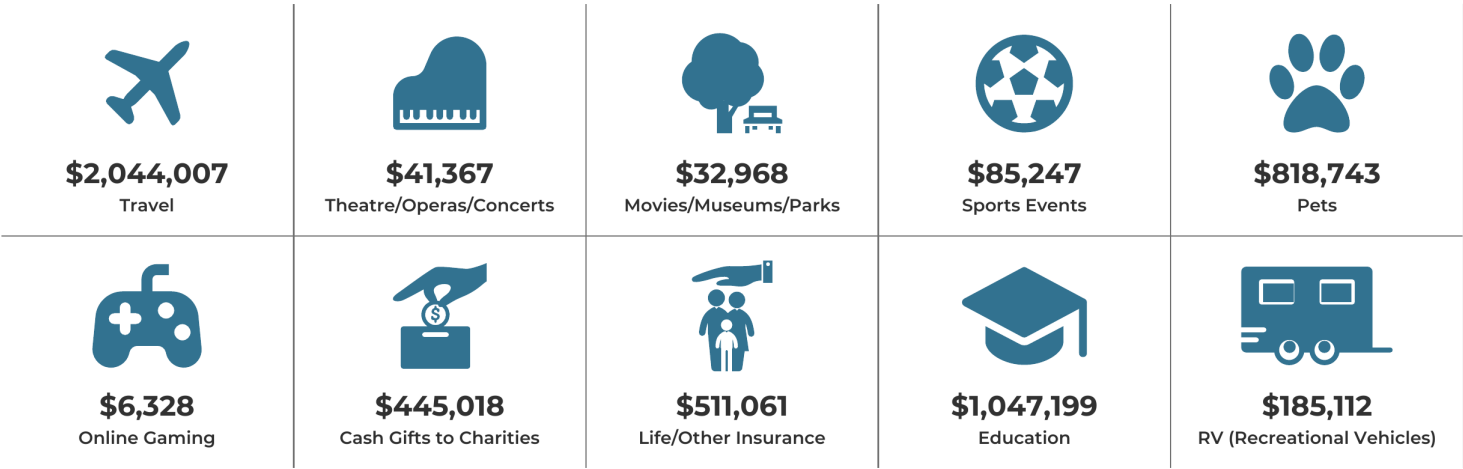 $2,044,007
Travel
$41,367
Theatre/Operas/Concerts
$32,968
Movies/Museums/Parks
$85,247
Sports Events
$818,743
Pets
$6,328
Online Gaming
$
$445,018
Cash Gifts to Charities
$511,061
Life/Other Insurance
$1,047,199
Education
$185,112
RV (Recreational Vehicles)